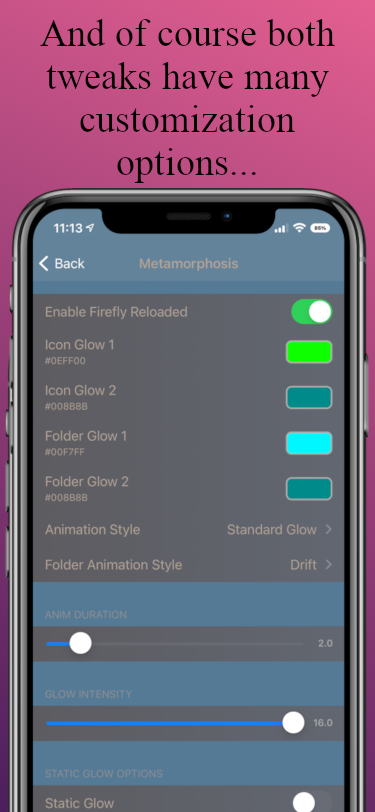 And of course both
tweaks have many
customization
options...
11:13
86%
Back
Metamorphosis
Enable Firefly Reloaded
Icon Glow 1
#0EFF00
Icon Glow 2
#008B8B
Folder Glow 1
#00F7FF
Folder Glow 2
#008B8B
Animation Style Standard Glow
Folder Animation Style Drift
ANIM DURATION
2.0
GLOW INTENSITY
16.0
STATIC GLOW OPTIONS
Static Glow